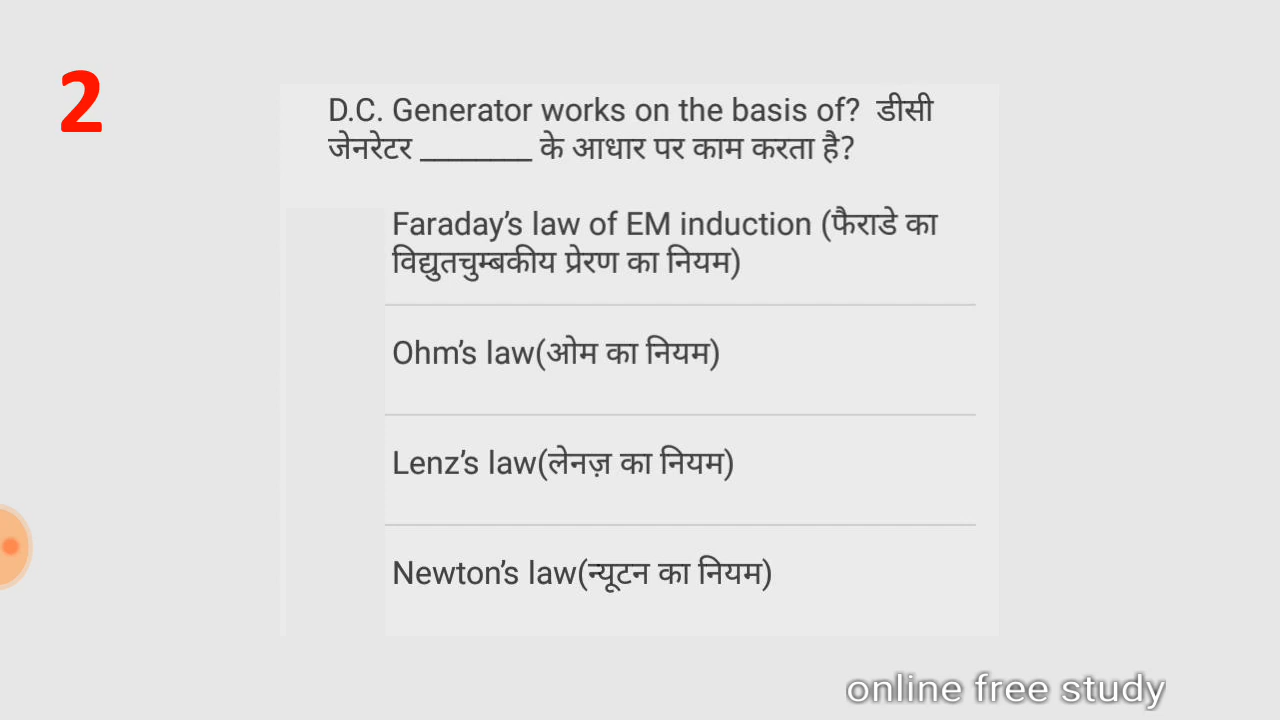 2
D.C. Generator works on the basis of? डीसी
जेनरेटर ________ के आधार पर काम करता है?
Faraday’s law of EM induction (फैराडे का
विद्युतचुम्बकीय प्रेरण का नियम)
Ohm’s law(ओम का नियम)
Lenz’s law(लेनज़ का नियम)
Newton’s law(न्यूटन का नियम)
online free study